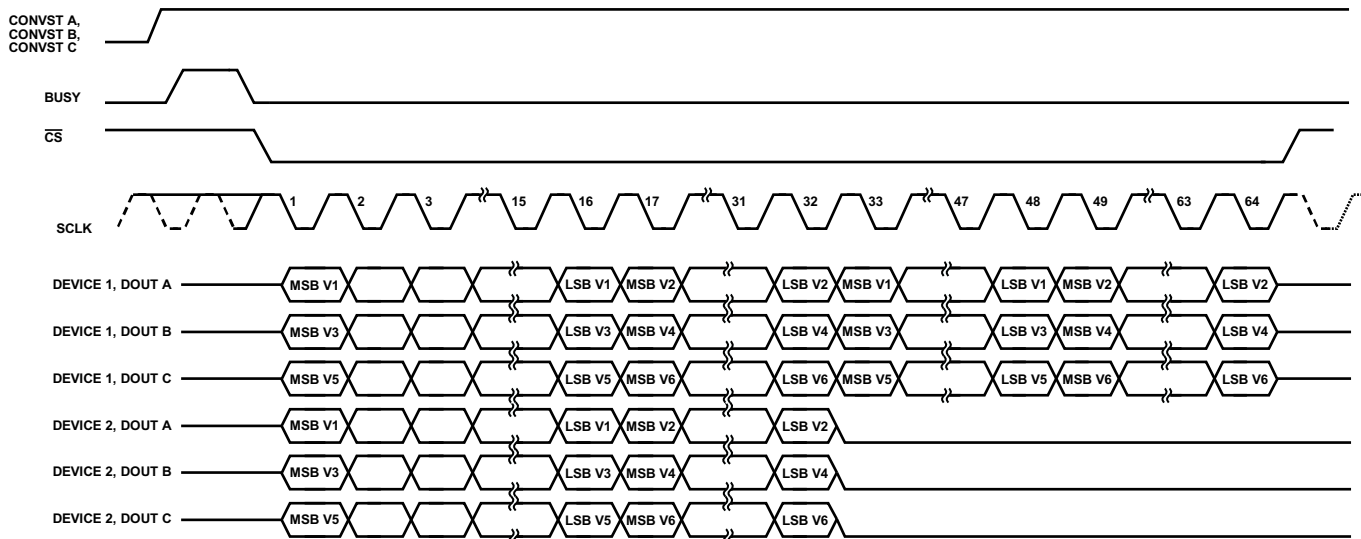 CONVST A,
CONVST B,
CONVST C
BUSY
CS
SCLK
1 2 3 15 16 17 31 32 33 47 48 49 63 64
DEVICE 1, DOUT A MSB V1 LSB V1 MSB V2 LSB V2 MSB V1 LSB V1 MSB V2 LSB V2
DEVICE 1, DOUT B MSB V3 LSB V3 MSB V4 LSB V4 MSB V3 LSB V3 MSB V4 LSB V4
DEVICE 1, DOUT C MSB V5 LSB V5 MSB V6 LSB V6 MSB V5 LSB V5 MSB V6 LSB V6
DEVICE 2, DOUT A MSB V1 LSB V1 MSB V2 LSB V2
DEVICE 2, DOUT B MSB V3 LSB V3 MSB V4 LSB V4
DEVICE 2, DOUT C MSB V5 LSB V5 MSB V6 LSB V6